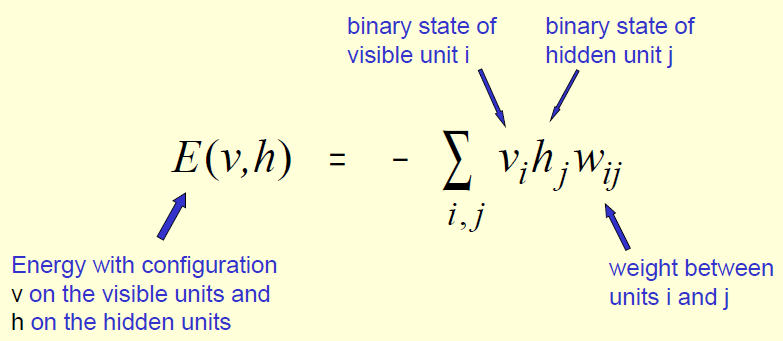 binary state of
visible unit i
binary state of
hidden unit j
E(v,h) = - ∑ v_i h_j w_ij
i, j
Energy with configuration
v on the visible units and
h on the hidden units
weight between
units i and j